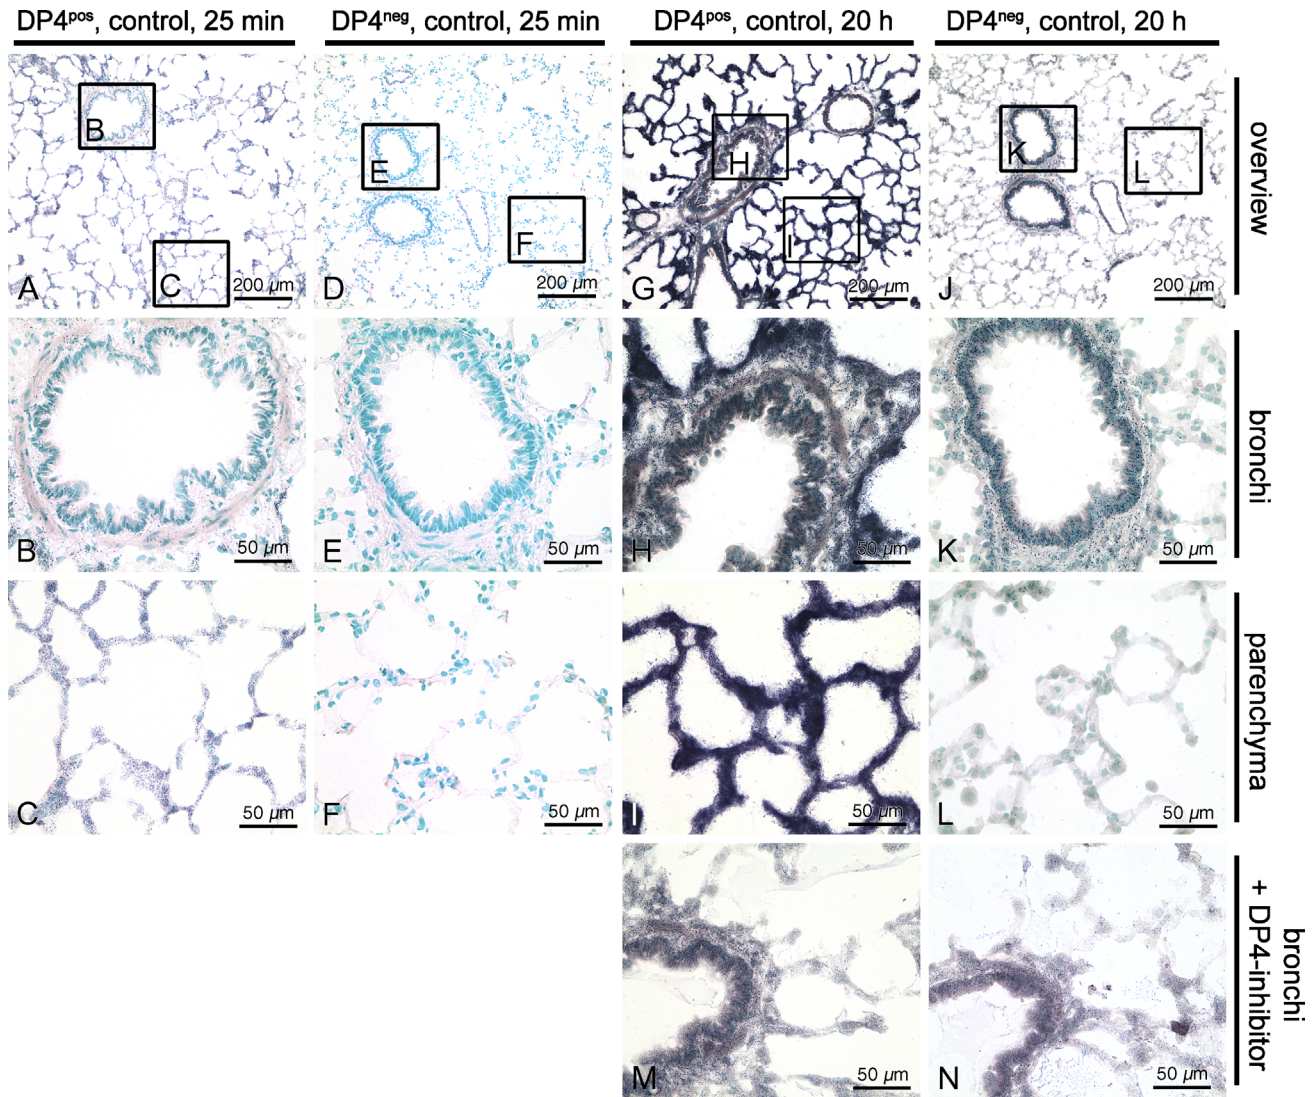 DP4pos, control, 25 min
DP4neg, control, 25 min
DP4pos, control, 20 h
DP4neg, control, 20 h
B
C
A
200 µm
E
F
D
200 µm
H
I
G
200 µm
K
L
J
200 µm
overview
B
50 µm
E
50 µm
H
50 µm
K
50 µm
bronchi
C
50 µm
F
50 µm
I
50 µm
L
50 µm
parenchyma
M
50 µm
N
50 µm
bronchi
+ DP4-inhibitor